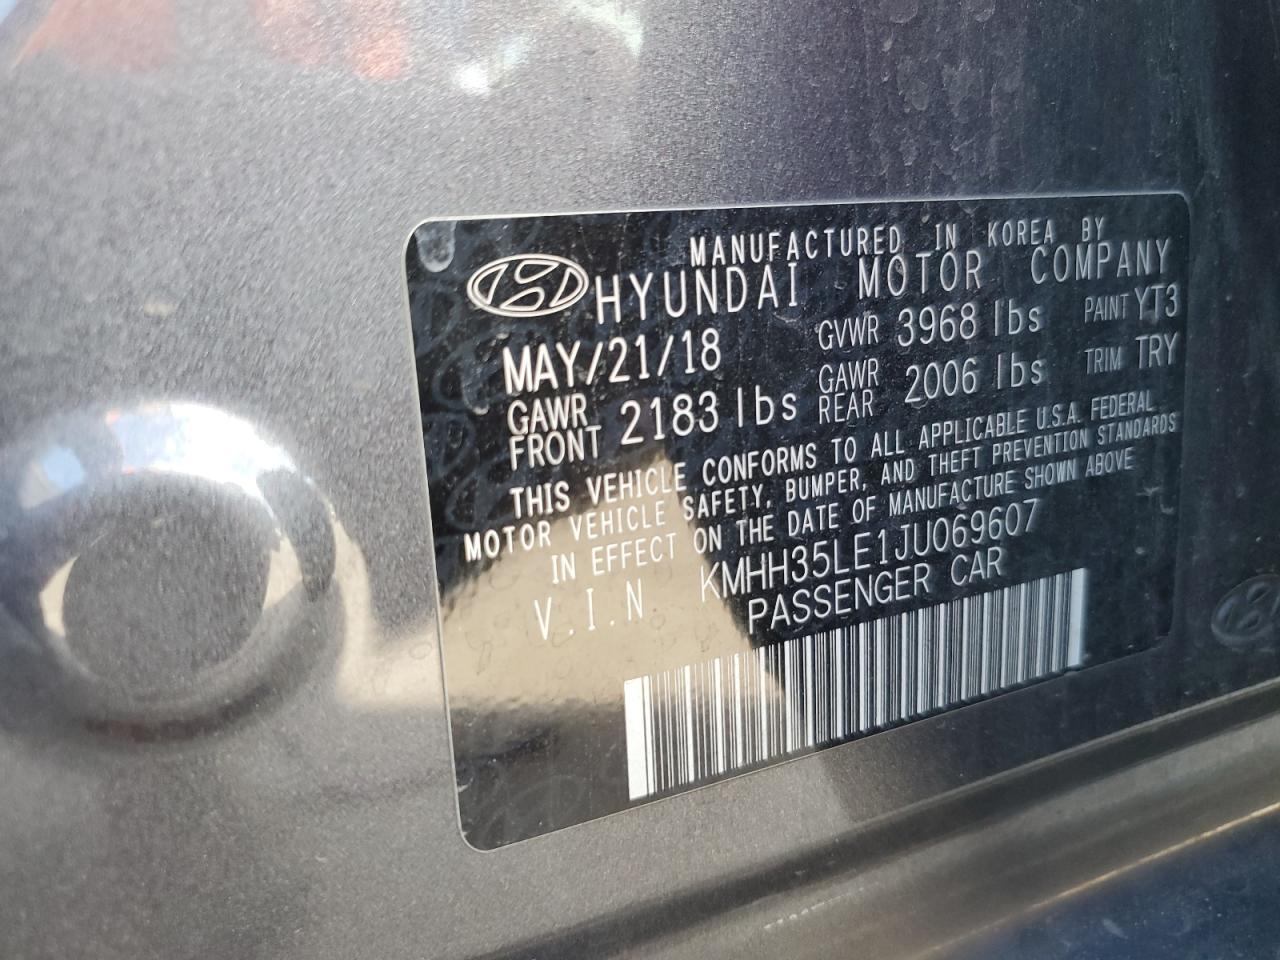 MANUFACTURED IN KOREA BY
HYUNDAI MOTOR COMPANY
MAY/21/18 GVWR 3968 lbs PAINT YT3
GAWR FRONT 2183 lbs GAWR REAR 2006 lbs TRIM TRY
THIS VEHICLE CONFORMS TO ALL APPLICABLE U.S.A. FEDERAL
MOTOR VEHICLE SAFETY, BUMPER, AND THEFT PREVENTION STANDARDS
IN EFFECT ON THE DATE OF MANUFACTURE SHOWN ABOVE
V.I.N KMHH35LE1JU069607
PASSENGER CAR